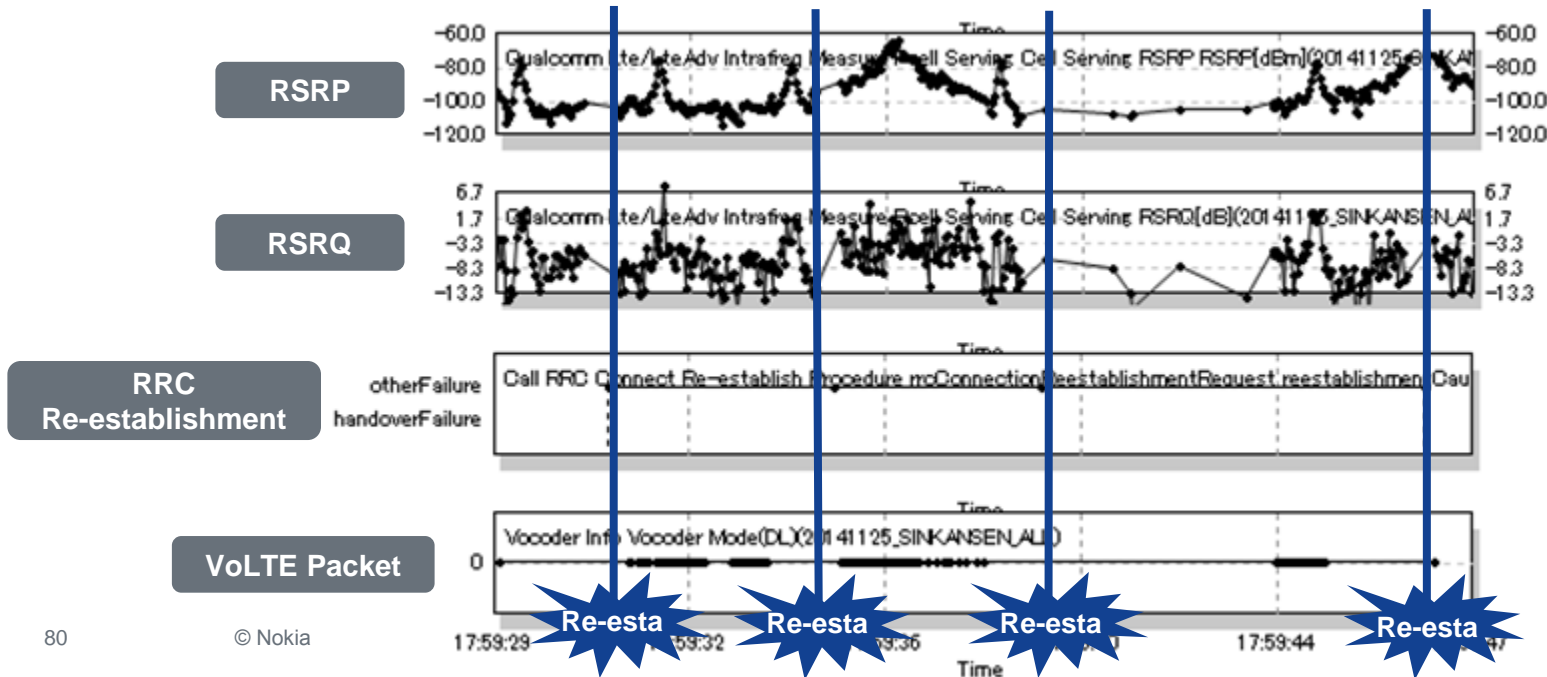 Time
-60.0
-80.0
-100.0
-120.0
Qualcomm Lte/LteAdv Intrafreq Measure Pcell Serving Cell Serving RSRP RSRP[dBm](20141125
-60.0
-80.0
-100.0
-120.0
RSRP
Time
6.7
1.7
-3.3
-8.3
-13.3
Qualcomm Lte/LteAdv Intrafreq Measure Pcell Serving Cell Serving RSRQ[dB](201411 _SINKANSEN_AL
6.7
1.7
-3.3
-8.3
-13.3
RSRQ
Time
RRC
Re-establishment
otherFailure
handoverFailure
Call RRC Connect Re-establish Procedure rrcConnectionReestablishmentRequest reestablishment Cau
Time
Vocoder Info Vocoder Mode(DL)(20141125_SINKANSEN_ALL)
VoLTE Packet
0
Re-esta
Re-esta
Re-esta
Re-esta
80
© Nokia
17:59:29
:59:32
:59:36
17:59:44
47
Time